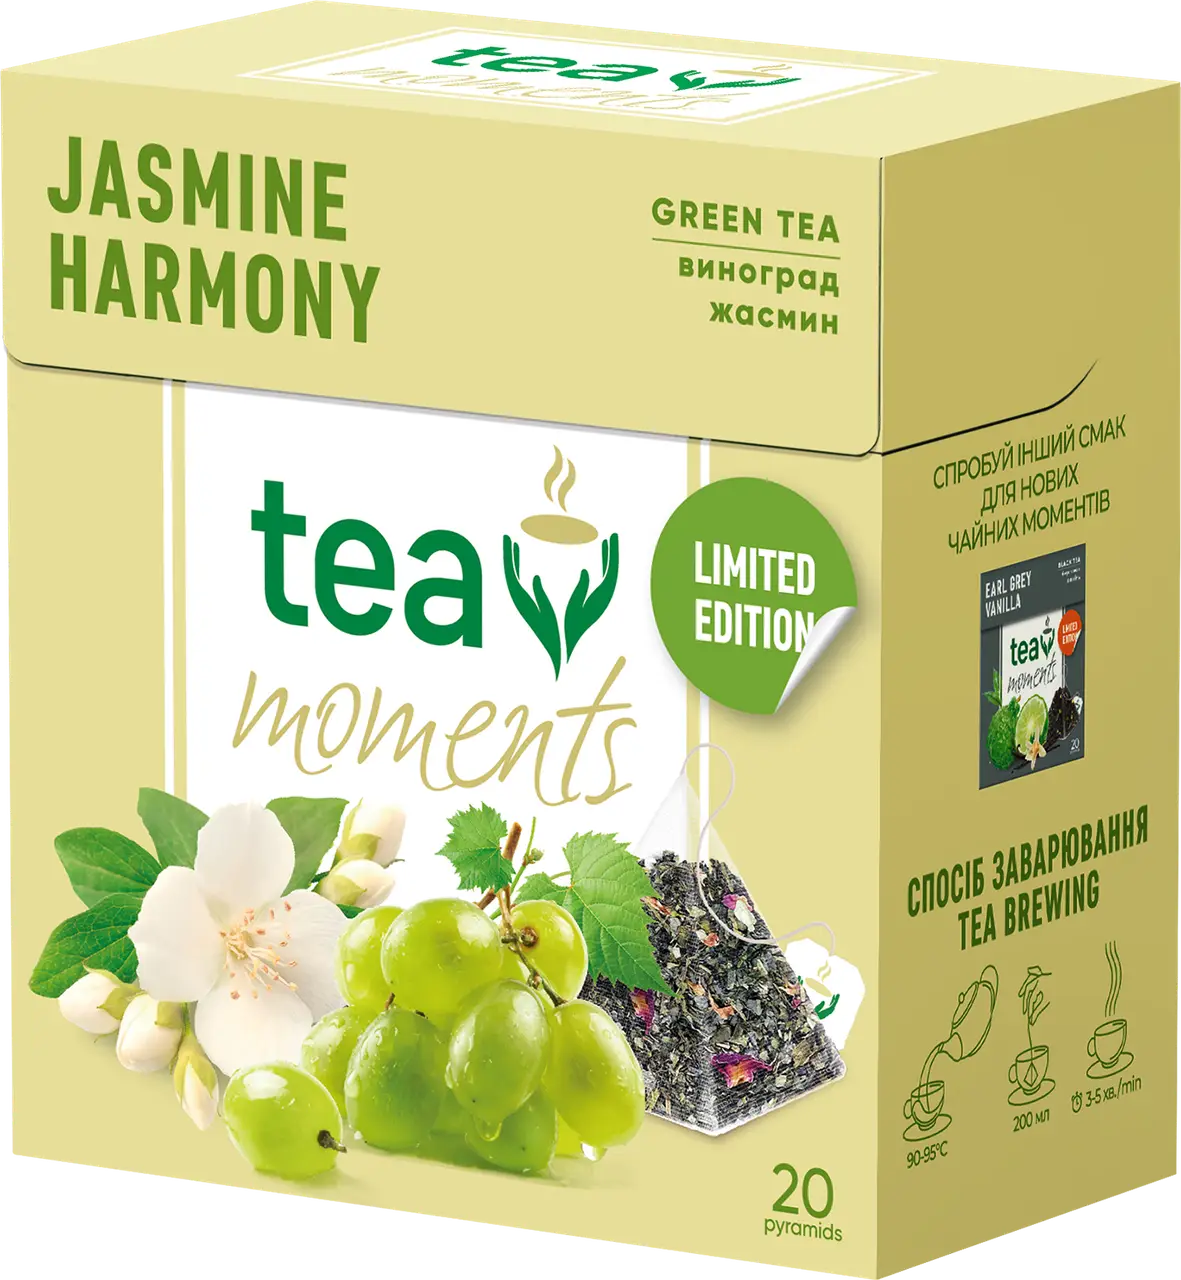 tea
moments
JASMINE
HARMONY
GREEN TEA
виноград
жасмин
tea
moments
LIMITED
EDITION
20
pyramids
СПРОБУЙ ІНШИЙ СМАК
ДЛЯ НОВИХ
ЧАЙНИХ МОМЕНТІВ
EARL GREY
VANILLA
BLACK TEA
LIMITED
EDITION
tea
moments
20
СПОСІБ ЗАВАРЮВАННЯ
TEA BREWING
90-95°C
200 мл
3-5 хв./min